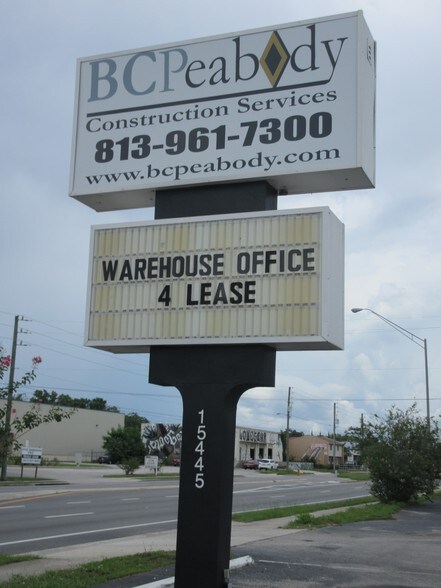 BCPeabody
Construction Services
813-961-7300
www.bcpeabody.com
WAREHOUSE OFFICE
4 LEASE
15445